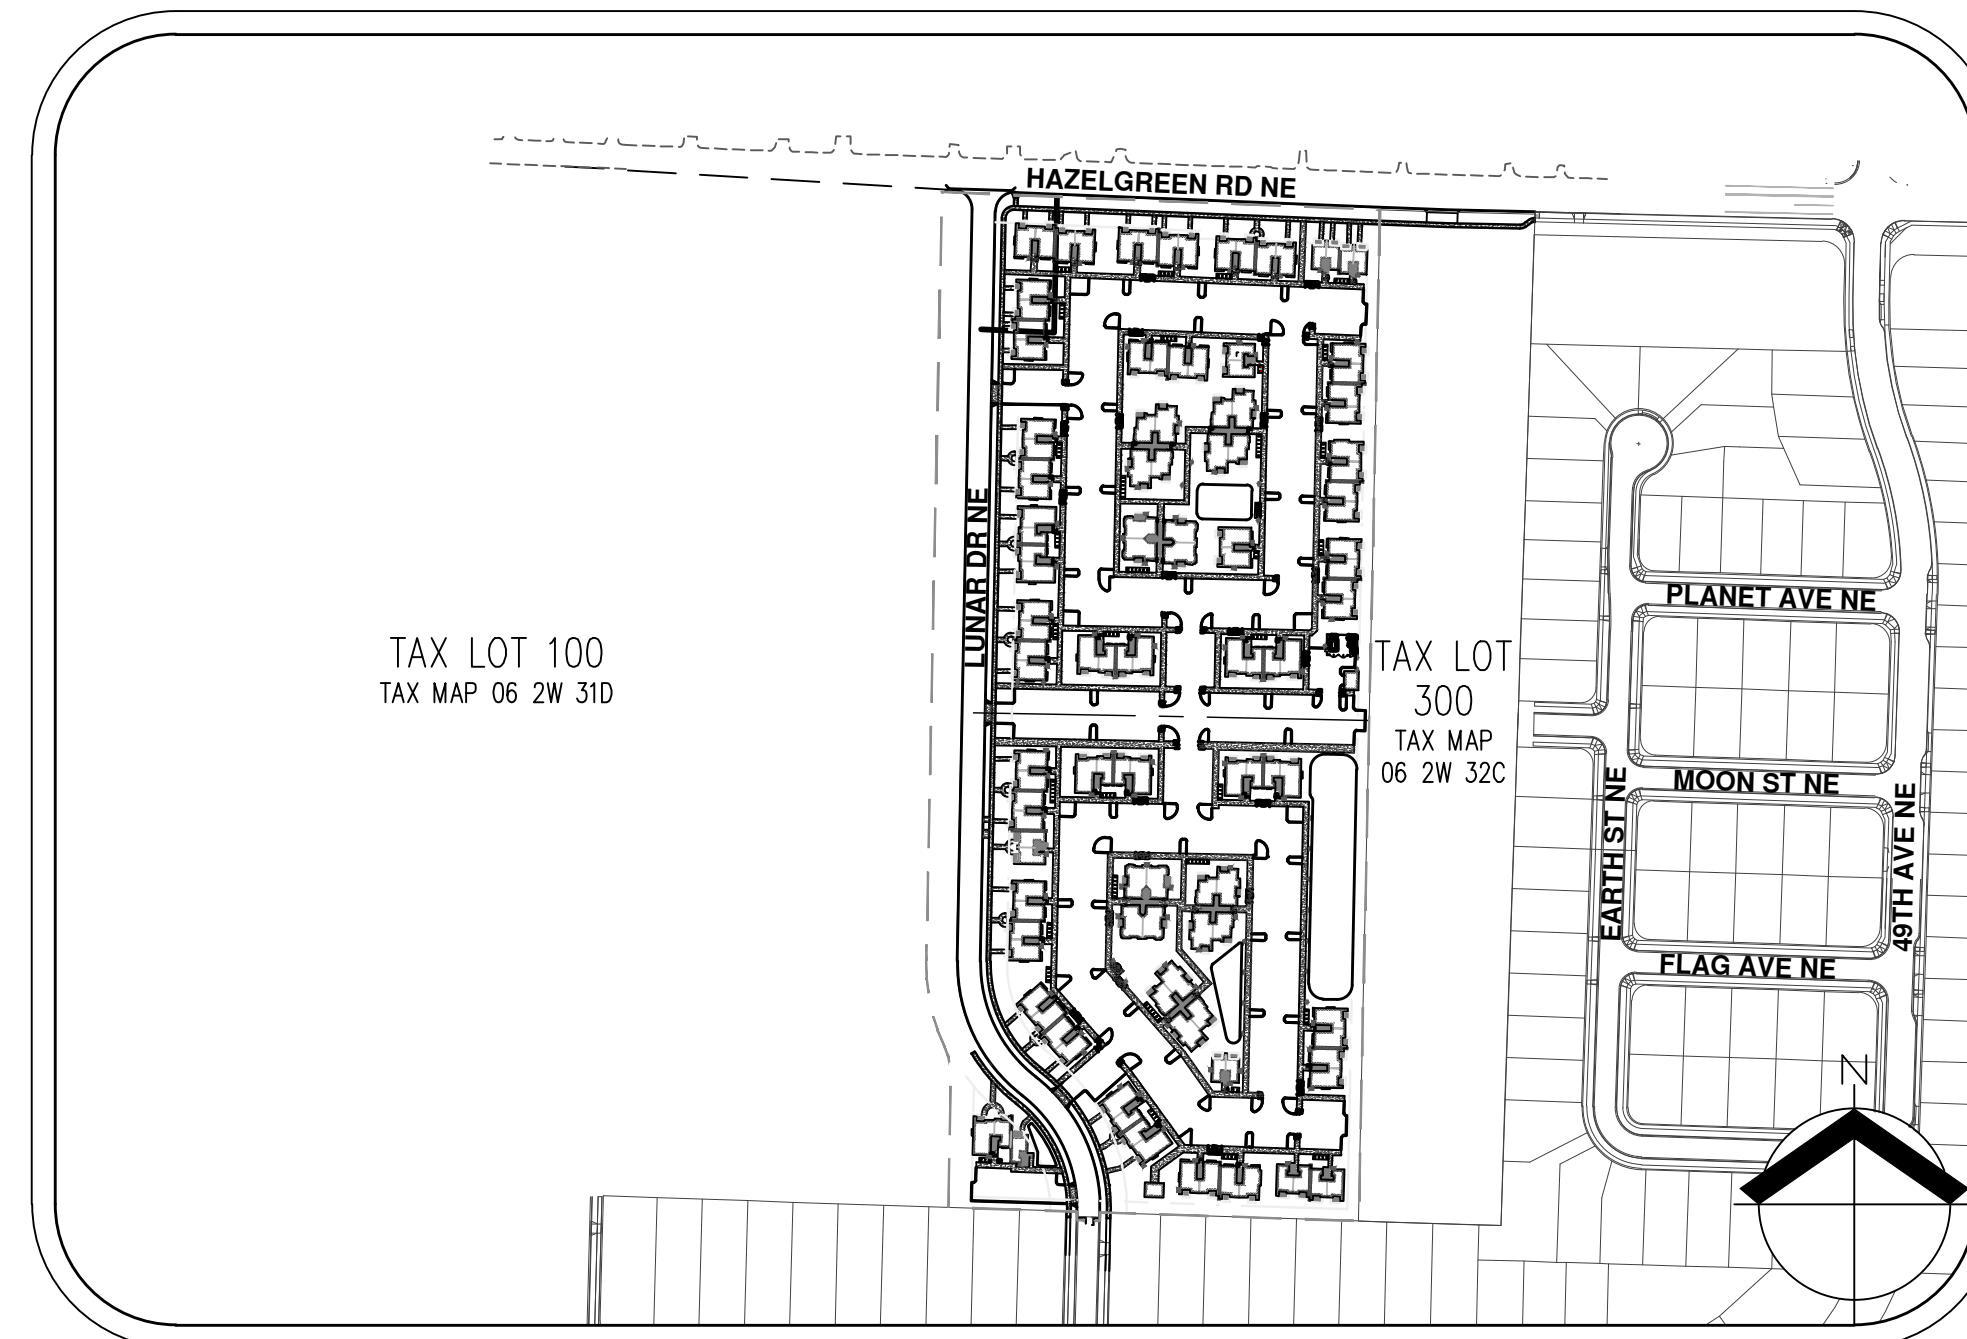 HAZELGREEN RD NE
LUNAR DR NE
TAX LOT 100
TAX MAP 06 2W 31D
TAX LOT
300
TAX MAP
06 2W 32C
PLANET AVE NE
MOON ST NE
EARTH ST NE
49TH AVE NE
FLAG AVE NE
N